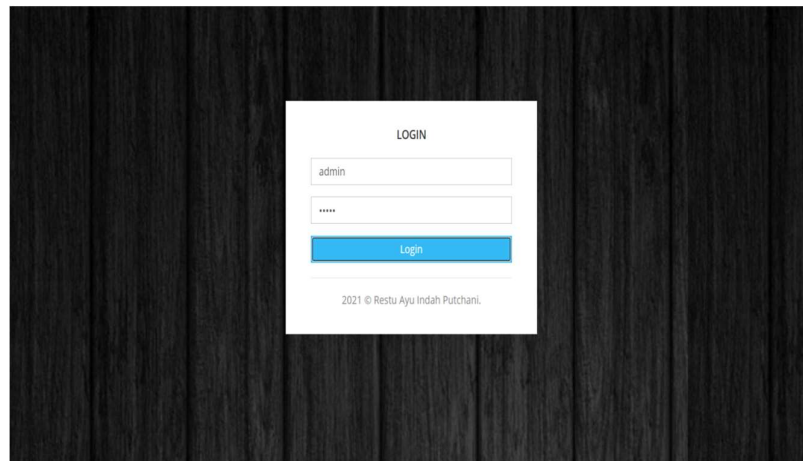 LOGIN
admin
•••••
Login
2021 © Restu Ayu Indah Putchani.